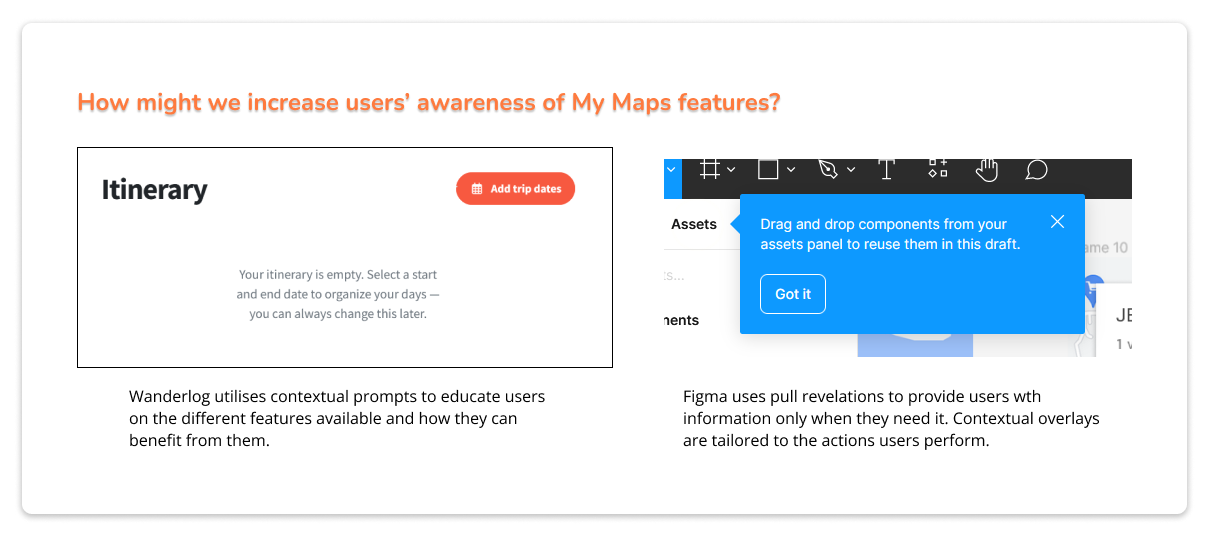 How might we increase users’ awareness of My Maps features?
Itinerary
Add trip dates
Your itinerary is empty. Select a start
and end date to organize your days —
you can always change this later.
Wanderlog utilises contextual prompts to educate users
on the different features available and how they can
benefit from them.
T
Assets
Drag and drop components from your
assets panel to reuse them in this draft.
ame 10
s...
Got it
nents
JE
1 v
Figma uses pull revelations to provide users wth
information only when they need it. Contextual overlays
are tailored to the actions users perform.